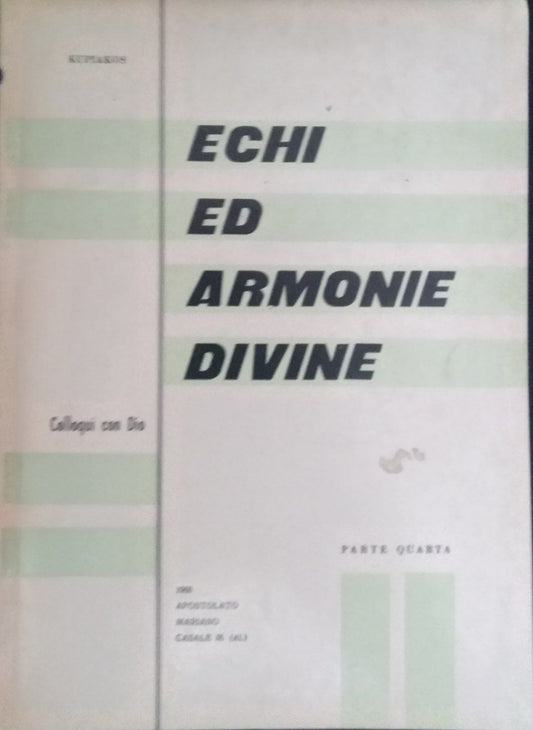 KUPIAKOS
ECHI
ED
ARMONIE
DIVINE
Colloqui con Dio
PARTE QUARTA
APOSTOLATO
MARIANO
CASALE M. (AL)